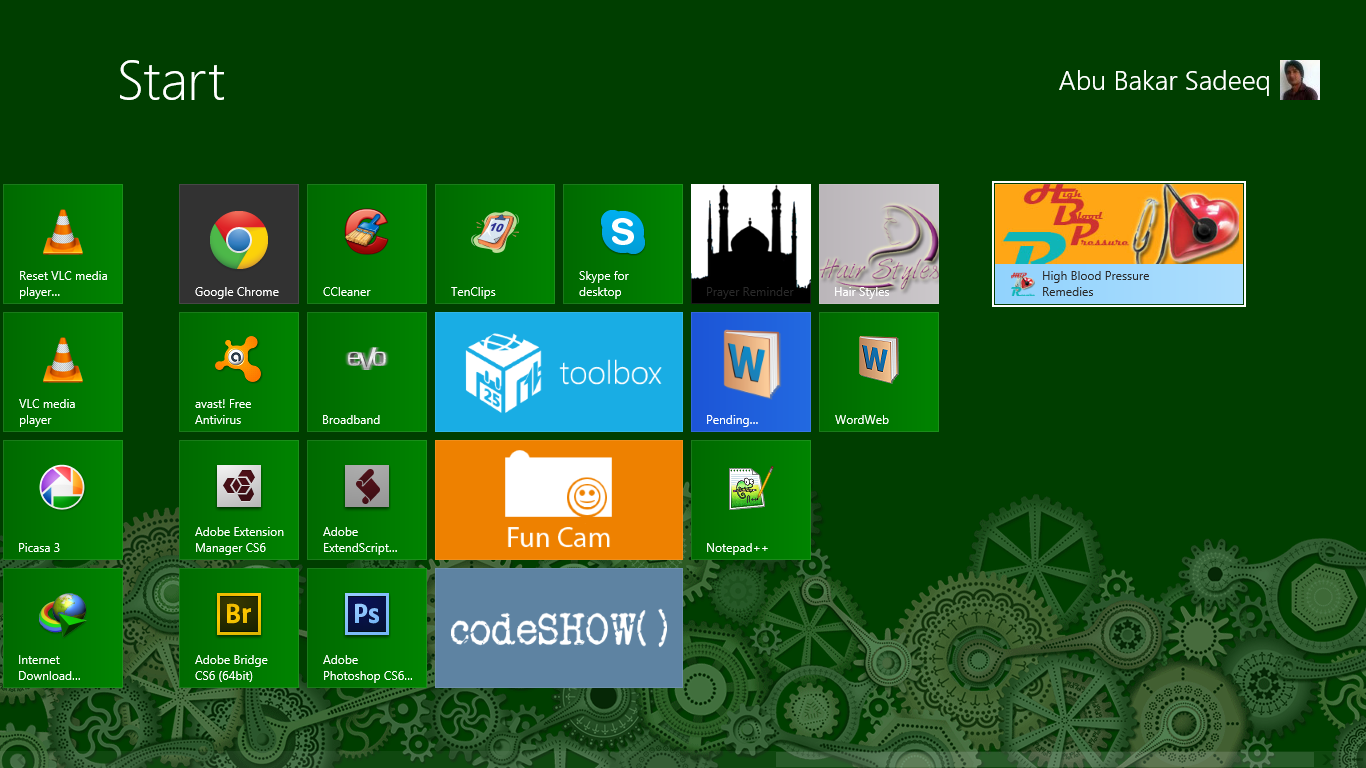 Start
Abu Bakar Sadeeq
Reset VLC media
player...
Google Chrome
CCleaner
10
TenClips
S
Skype for
desktop
Prayer Reminder
Hair Styles
Hair Styles
High
Blood
Pressure
R
High Blood Pressure
Remedies
VLC media
player
a
avast! Free
Antivirus
evo
Broadband
25
toolbox
W
Pending...
W
WordWeb
Picasa 3
Adobe Extension
Manager CS6
Adobe
ExtendScript...
Fun Cam
Notepad++
Internet
Download...
Br
Adobe Bridge
CS6 (64bit)
Ps
Adobe
Photoshop CS6...
codeSHOW()